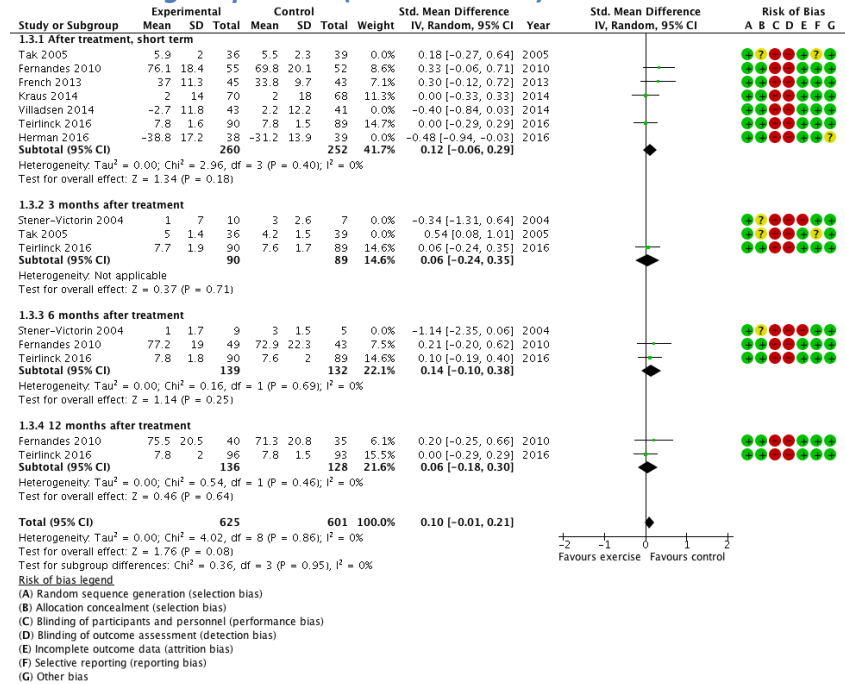 Experimental Control Std. Mean Difference Std. Mean Difference Risk of Bias
Study or Subgroup Mean SD Total Mean SD Total Weight IV, Random, 95% CI Year IV, Random, 95% CI A B C D E F G
1.3.1 After treatment, short term
Tak 2005 5.9 2 36 5.5 2.3 39 0.0% 0.18 [-0.27, 0.64] 2005 + ? - - + ? +
Fernandes 2010 76.1 18.4 55 69.8 20.1 52 8.6% 0.33 [-0.06, 0.71] 2010 + + - - + + +
French 2013 37 11.3 45 33.8 9.7 43 7.1% 0.30 [-0.12, 0.72] 2013 + + - - + + +
Kraus 2014 2 14 70 2 18 68 11.3% 0.00 [-0.33, 0.33] 2014 + + - - + + +
Villadsen 2014 -2.7 11.8 43 2.2 12.2 41 0.0% -0.40 [-0.84, 0.03] 2014 + + - - + + +
Teirlinck 2016 7.8 1.6 90 7.8 1.5 89 14.6% 0.00 [-0.29, 0.29] 2016 + + - - + + +
Herman 2016 -38.8 17.2 38 -31.2 13.9 39 0.0% -0.48 [-0.94, -0.03] 2016 + + - - + + ?
Subtotal (95% CI) 260 252 41.7% 0.12 [-0.06, 0.29]
Heterogeneity: Tau² = 0.00; Chi² = 2.96, df = 3 (P = 0.40); I² = 0%
Test for overall effect: Z = 1.34 (P = 0.18)
1.3.2 3 months after treatment
Stener-Victorin 2004 1 7 10 3 2.6 7 0.0% -0.34 [-1.31, 0.64] 2004 + ? - - - + +
Tak 2005 5 1.4 36 4.2 1.5 39 0.0% 0.54 [0.08, 1.01] 2005 + ? - - + ? +
Teirlinck 2016 7.7 1.9 90 7.6 1.7 89 14.6% 0.06 [-0.24, 0.35] 2016 + + - - + + +
Subtotal (95% CI) 90 89 14.6% 0.06 [-0.24, 0.35]
Heterogeneity: Not applicable
Test for overall effect: Z = 0.37 (P = 0.71)
1.3.3 6 months after treatment
Stener-Victorin 2004 1 1.7 9 3 1.5 5 0.0% -1.14 [-2.35, 0.06] 2004 + ? - - - + +
Fernandes 2010 77.2 19 49 72.9 22.3 43 7.5% 0.21 [-0.20, 0.62] 2010 + + - - + + +
Teirlinck 2016 7.8 1.8 90 7.6 2 89 14.6% 0.10 [-0.19, 0.40] 2016 + + - - + + +
Subtotal (95% CI) 139 132 22.1% 0.14 [-0.10, 0.38]
Heterogeneity: Tau² = 0.00; Chi² = 0.16, df = 1 (P = 0.69); I² = 0%
Test for overall effect: Z = 1.14 (P = 0.25)
1.3.4 12 months after treatment
Fernandes 2010 75.5 20.5 40 71.3 20.8 35 6.1% 0.20 [-0.25, 0.66] 2010 + + - - + + +
Teirlinck 2016 7.8 2 96 7.8 1.5 93 15.5% 0.00 [-0.29, 0.29] 2016 + + - - + + +
Subtotal (95% CI) 136 128 21.6% 0.06 [-0.18, 0.30]
Heterogeneity: Tau² = 0.00; Chi² = 0.54, df = 1 (P = 0.46); I² = 0%
Test for overall effect: Z = 0.46 (P = 0.64)
Total (95% CI) 625 601 100.0% 0.10 [-0.01, 0.21]
Heterogeneity: Tau² = 0.00; Chi² = 4.02, df = 8 (P = 0.86); I² = 0%
Test for overall effect: Z = 1.76 (P = 0.08)
Test for subgroup differences: Chi² = 0.36, df = 3 (P = 0.95), I² = 0%
-2 -1 0 1 2
Favours exercise Favours control
Risk of bias legend
(A) Random sequence generation (selection bias)
(B) Allocation concealment (selection bias)
(C) Blinding of participants and personnel (performance bias)
(D) Blinding of outcome assessment (detection bias)
(E) Incomplete outcome data (attrition bias)
(F) Selective reporting (reporting bias)
(G) Other bias